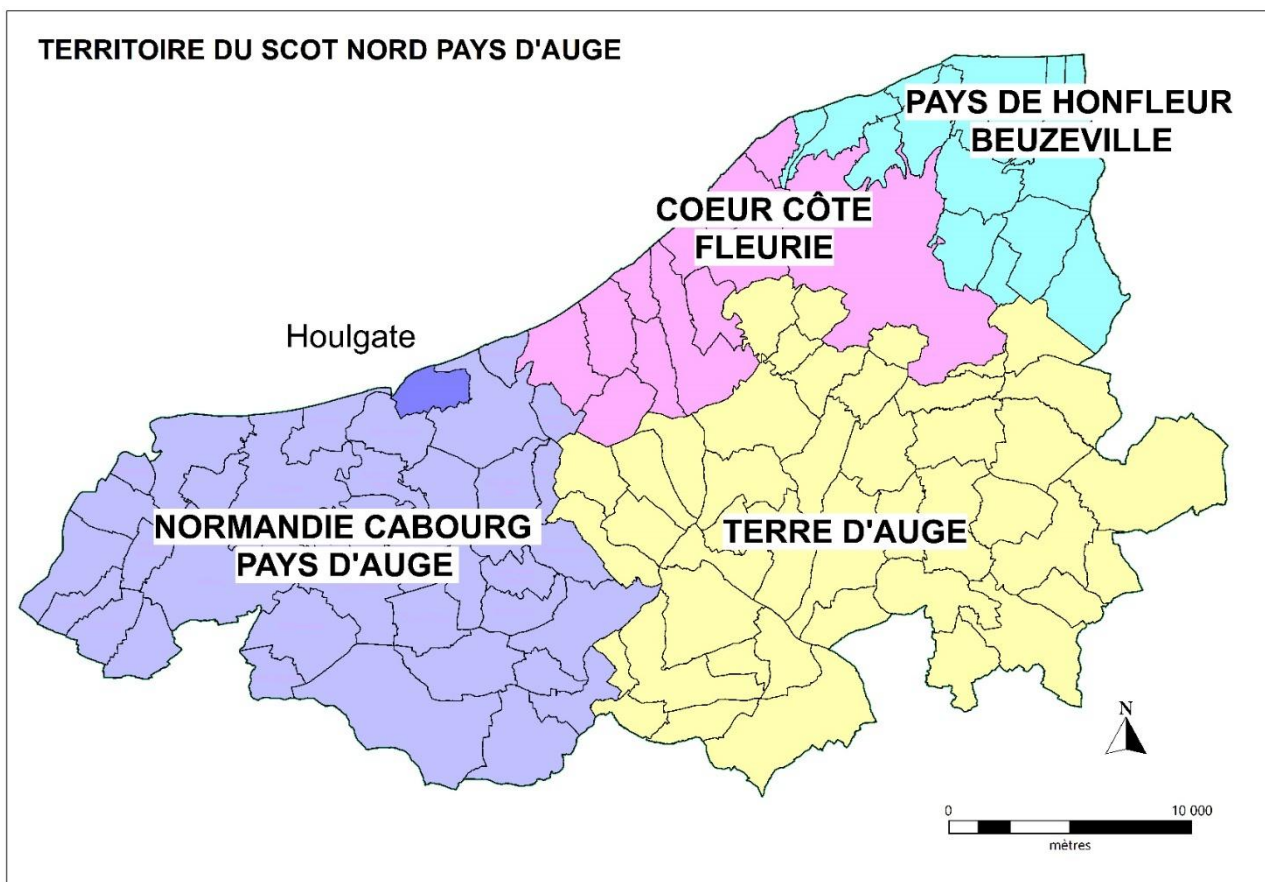 TERRITOIRE DU SCOT NORD PAYS D'AUGE
PAYS DE HONFLEUR
BEUZEVILLE
COEUR CÔTE
FLEURIE
Houlgate
NORMANDIE CABOURG
PAYS D'AUGE
TERRE D'AUGE
N
0 10 000
mètres